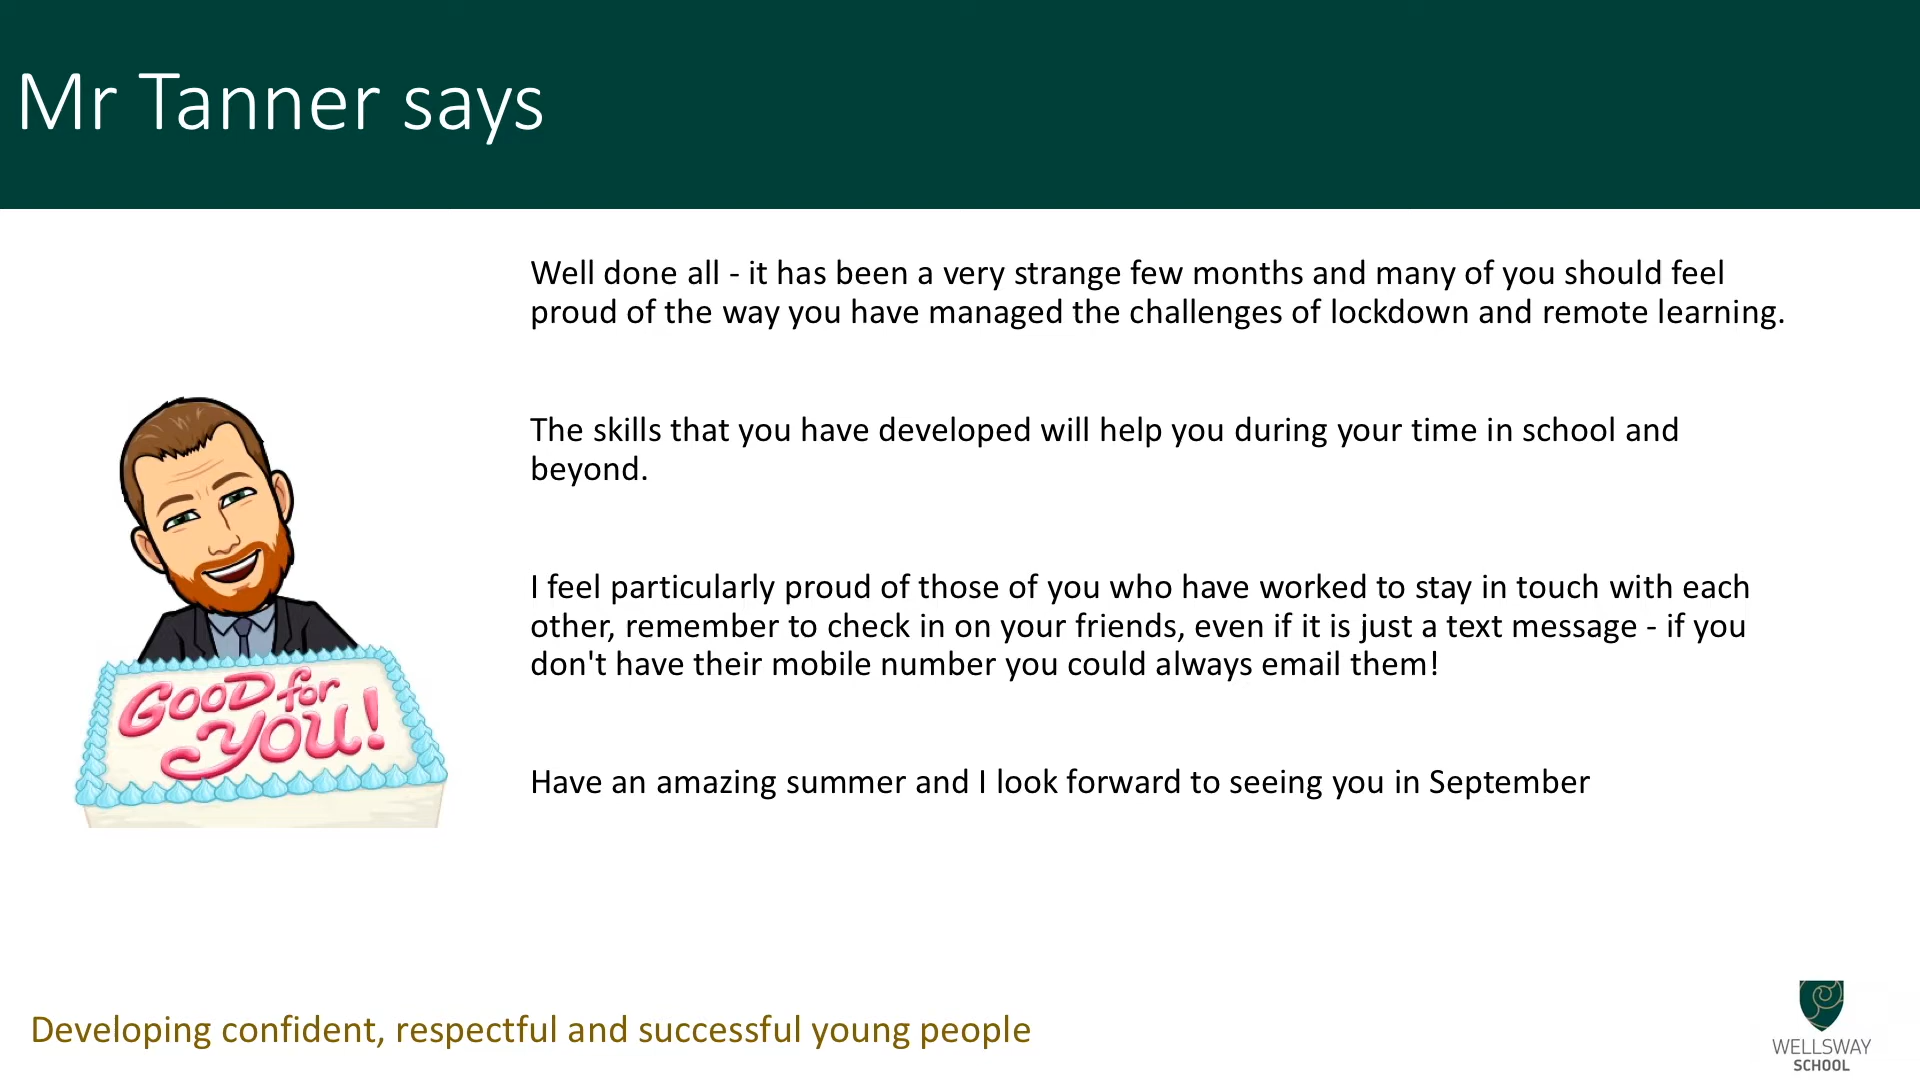 Mr Tanner says
Well done all - it has been a very strange few months and many of you should feel
proud of the way you have managed the challenges of lockdown and remote learning.
The skills that you have developed will help you during your time in school and
beyond.
I feel particularly proud of those of you who have worked to stay in touch with each
other, remember to check in on your friends, even if it is just a text message - if you
don't have their mobile number you could always email them!
Have an amazing summer and I look forward to seeing you in September
GOOD for
YOU!
Developing confident, respectful and successful young people
WELLSWAY
SCHOOL